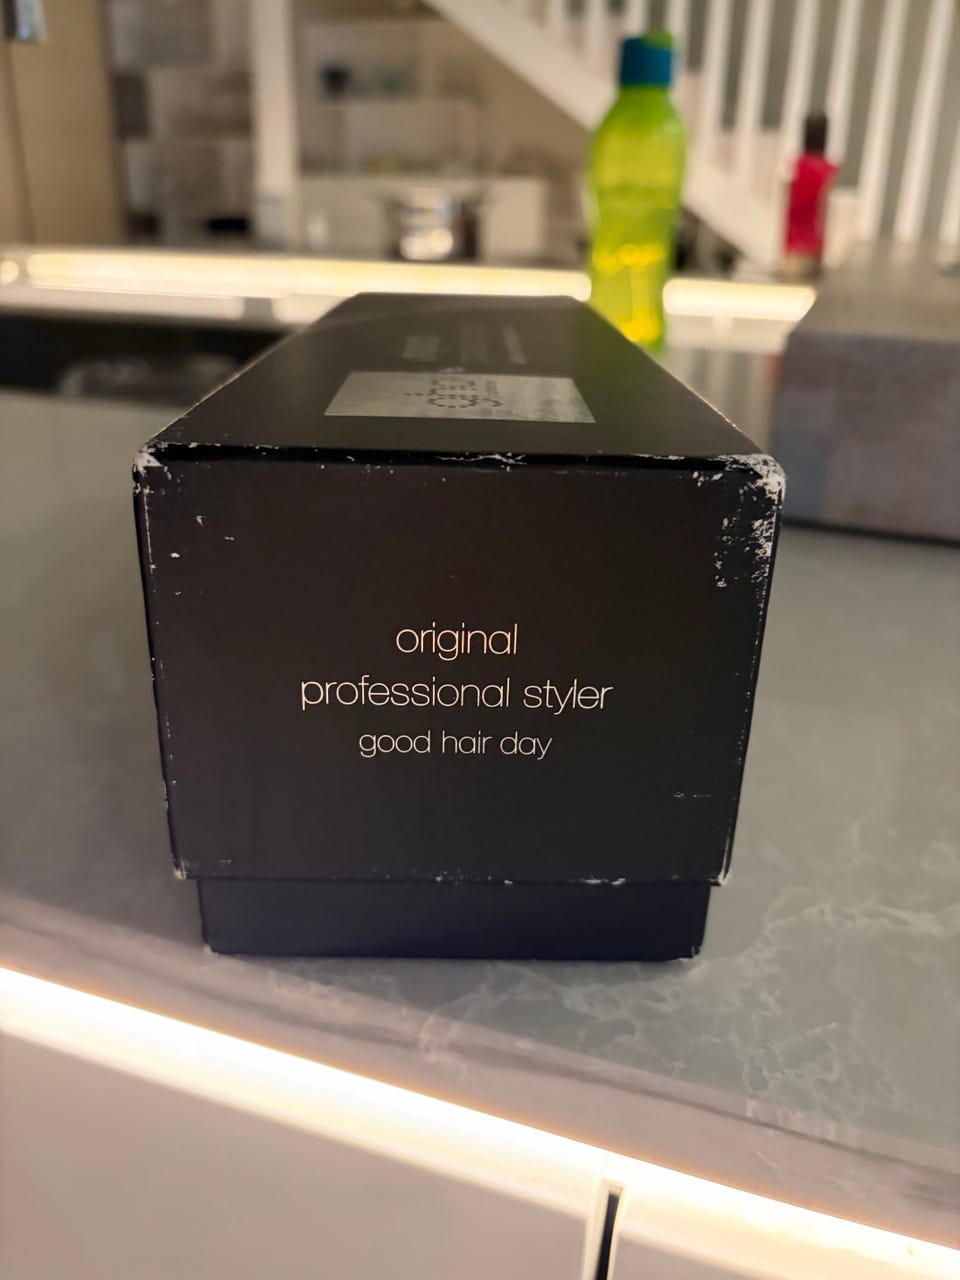 original
professional styler
good hair day